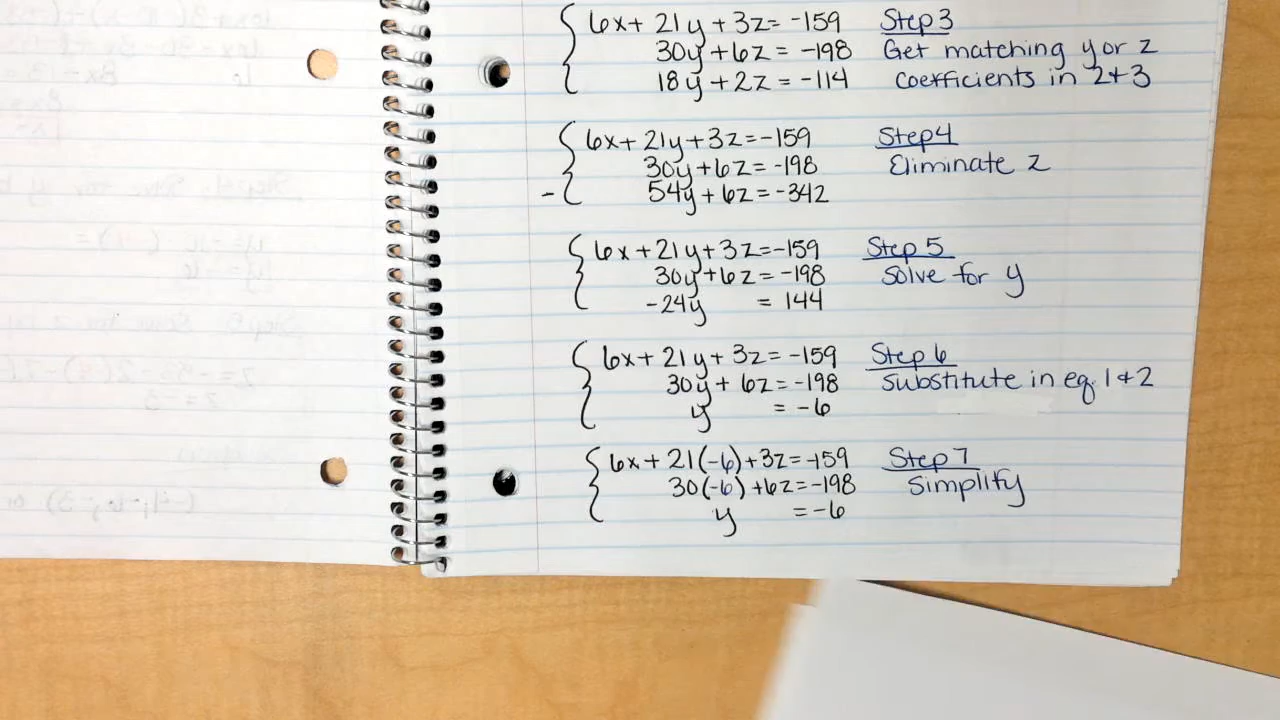 6x + 21y + 3z = -159 Step 3
30y + 6z = -198 Get matching y or z
18y + 2z = -114 coefficients in 2+3
6x + 21y + 3z = -159 Step 4
30y + 6z = -198 Eliminate z
- 54y + 6z = -342
6x + 21y + 3z = -159 Step 5
30y + 6z = -198 Solve for y
-24y = 144
6x + 21y + 3z = -159 Step 6
30y + 6z = -198 Substitute in eq. 1 & 2
y = -6
6x + 21(-6) + 3z = -159 Step 7
30(-6) + 6z = -198 Simplify
y = -6